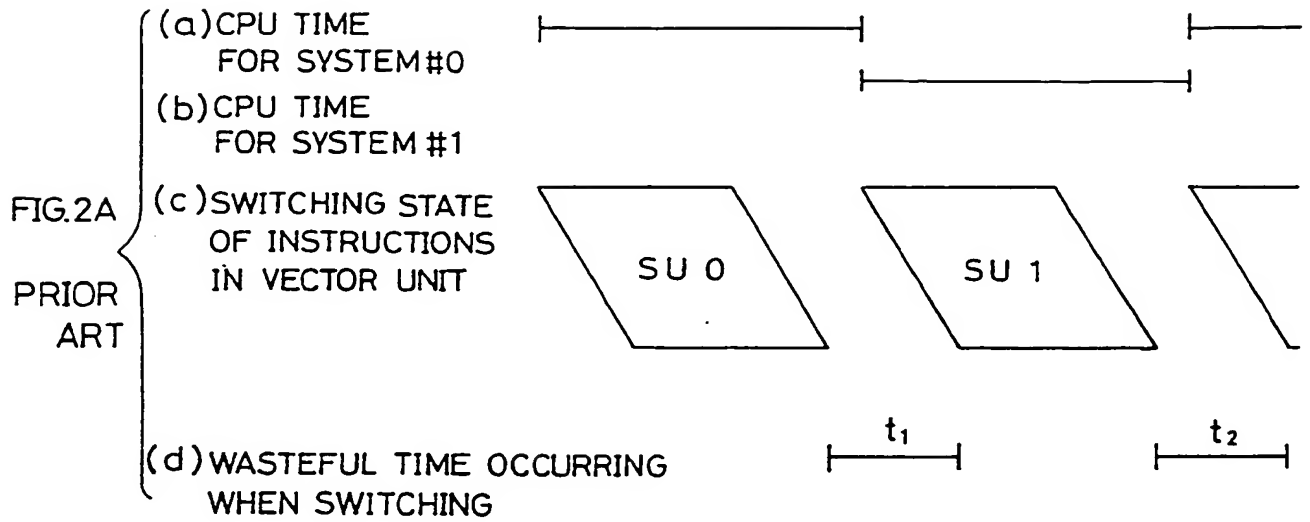 (a) CPU TIME
FOR SYSTEM #0
(b) CPU TIME
FOR SYSTEM #1
FIG. 2A
PRIOR
ART
(c) SWITCHING STATE
OF INSTRUCTIONS
IN VECTOR UNIT
SU 0
SU 1
t₁
t₂
(d) WASTEFUL TIME OCCURRING
WHEN SWITCHING